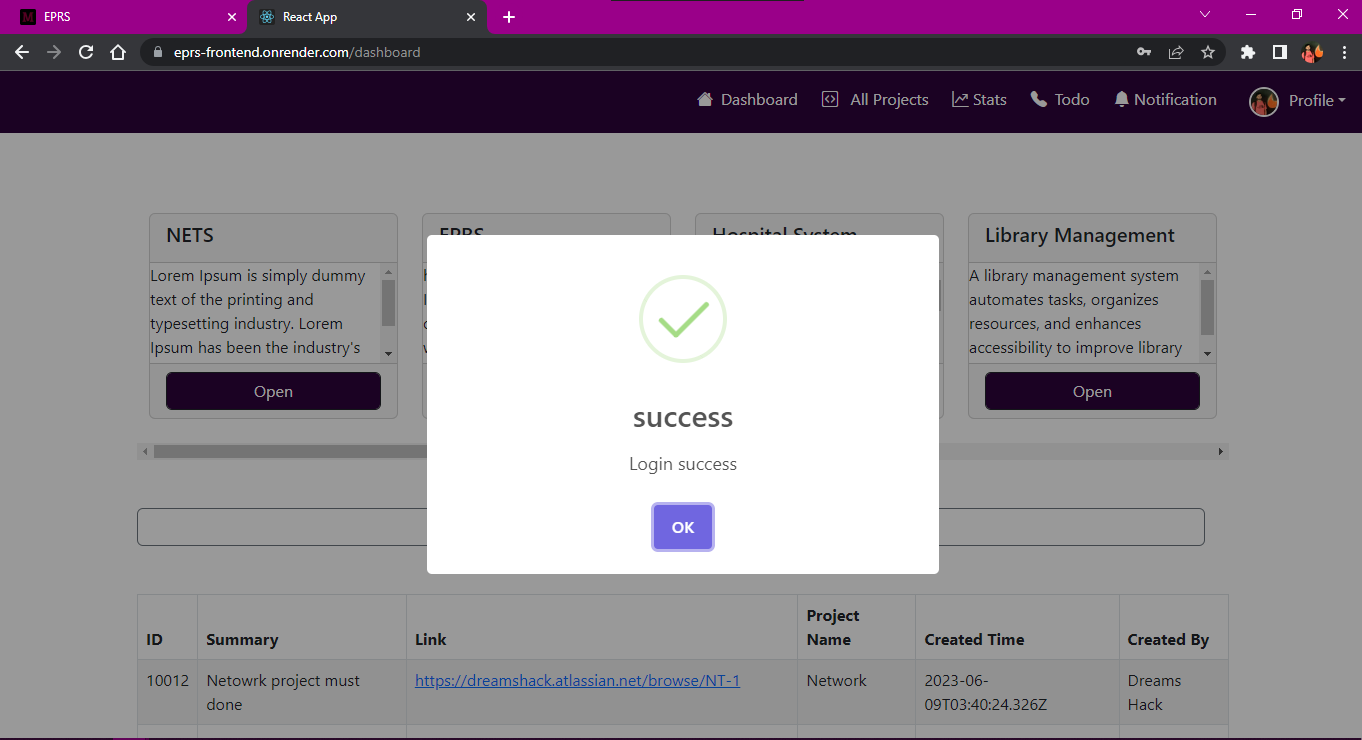 EPRS
React App
eprs-frontend.onrender.com/dashboard
Dashboard All Projects Stats Todo Notification Profile
NETS
EPRS
Hospital System
Library Management
Lorem Ipsum is simply dummy
text of the printing and
typesetting industry. Lorem
Ipsum has been the industry's
Open
A library management system
automates tasks, organizes
resources, and enhances
accessibility to improve library
Open
success
Login success
OK
ID Summary Link Project Name Created Time Created By
10012 Netowrk project must done https://dreamshack.atlassian.net/browse/NT-1 Network 2023-06-09T03:40:24.326Z Dreams Hack